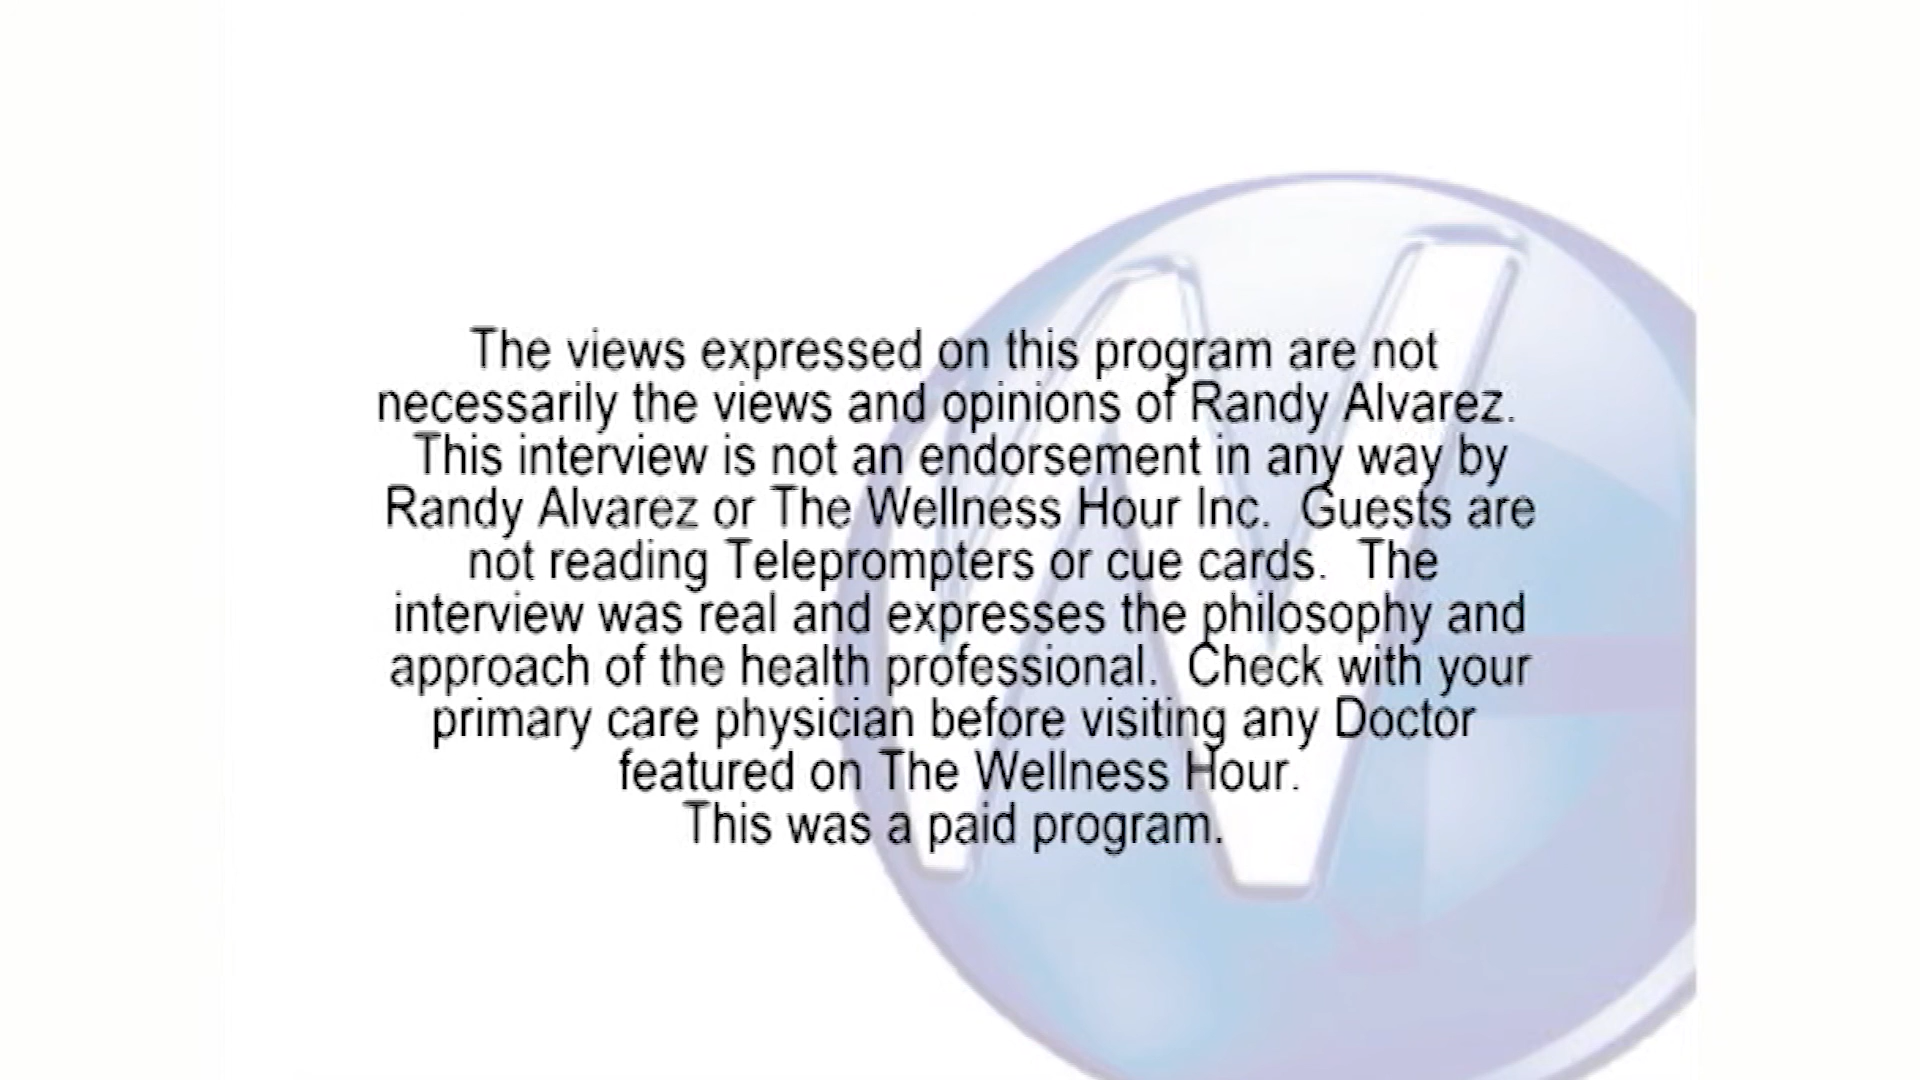 The views expressed on this program are not
necessarily the views and opinions of Randy Alvarez.
This interview is not an endorsement in any way by
Randy Alvarez or The Wellness Hour Inc.  Guests are
not reading Teleprompters or cue cards.  The
interview was real and expresses the philosophy and
approach of the health professional.  Check with your
primary care physician before visiting any Doctor
featured on The Wellness Hour.
This was a paid program.